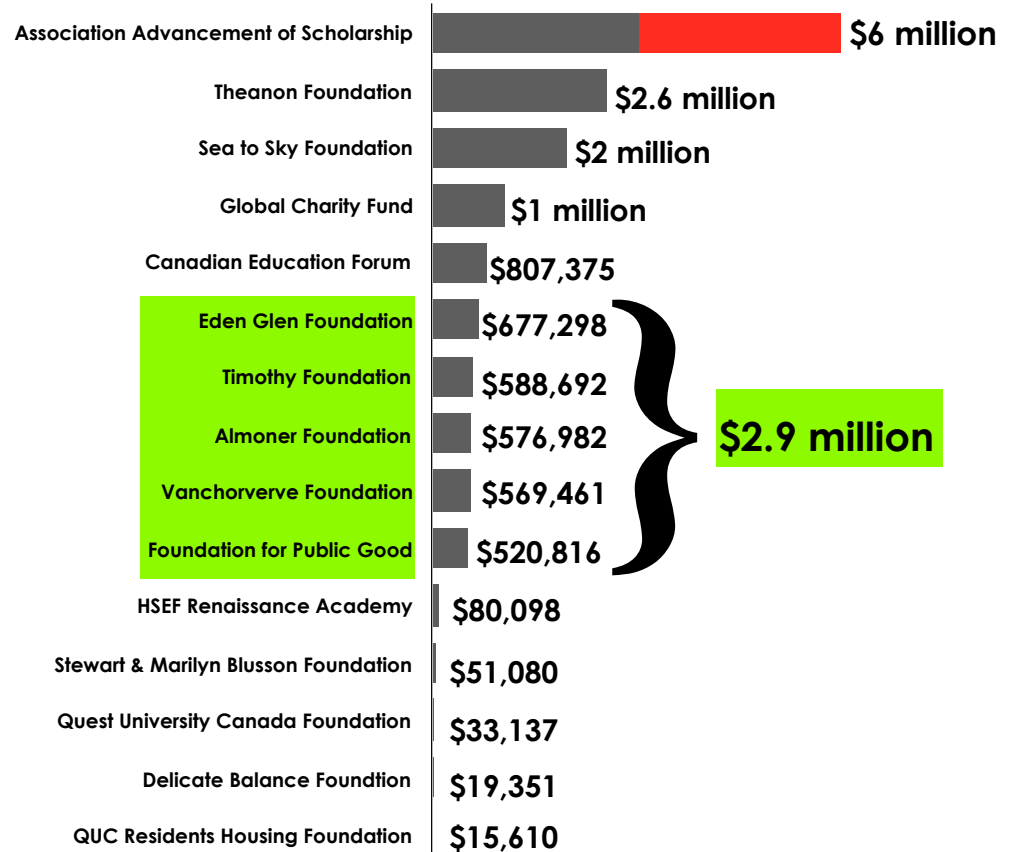 Association Advancement of Scholarship $6 million
Theanon Foundation $2.6 million
Sea to Sky Foundation $2 million
Global Charity Fund $1 million
Canadian Education Forum $807,375
Eden Glen Foundation $677,298
Timothy Foundation $588,692
Almoner Foundation $576,982
$2.9 million
Vanchorverve Foundation $569,461
Foundation for Public Good $520,816
HSEF Renaissance Academy $80,098
Stewart & Marilyn Blusson Foundation $51,080
Quest University Canada Foundation $33,137
Delicate Balance Foundtion $19,351
QUC Residents Housing Foundation $15,610